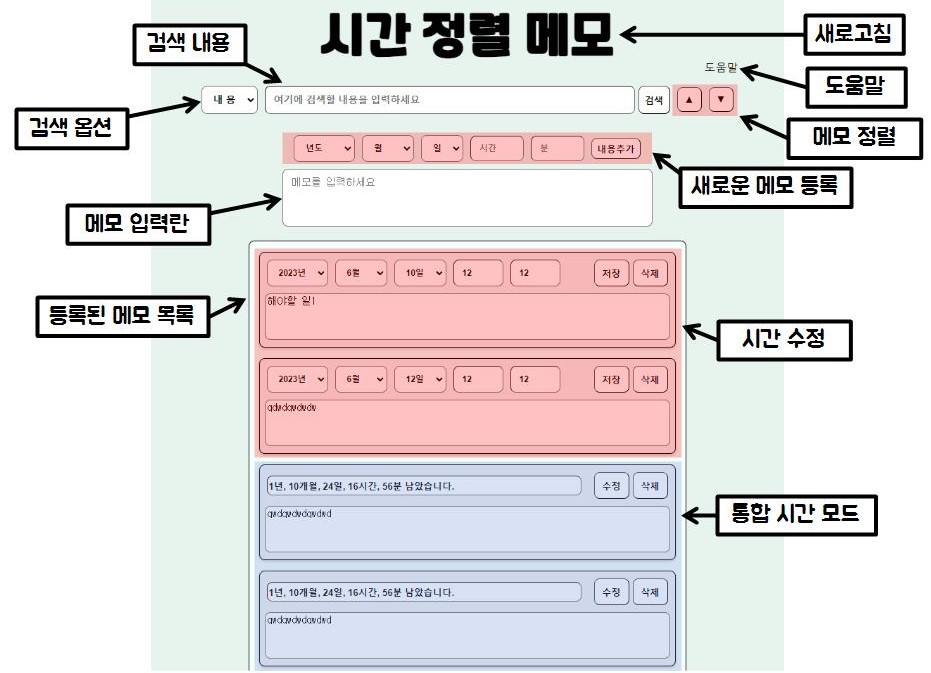 시간 정렬 메모
검색 내용
새로고침
도움말
도움말
내 용
여기에 검색할 내용을 입력하세요
검색
▲
▼
검색 옵션
메모 정렬
년도
월
일
시간
분
내용추가
새로운 메모 등록
메모를 입력하세요
메모 입력란
등록된 메모 목록
2023년
6월
10일
12
12
저장
삭제
해야할 일!
시간 수정
2023년
6월
12일
12
12
저장
삭제
qdwdqwdwdw
1년, 10개월, 24일, 16시간, 56분 남았습니다.
수정
삭제
qwdqwdwdqwdwd
통합 시간 모드
1년, 10개월, 24일, 16시간, 56분 남았습니다.
수정
삭제
qwdqwdwdqwdwd